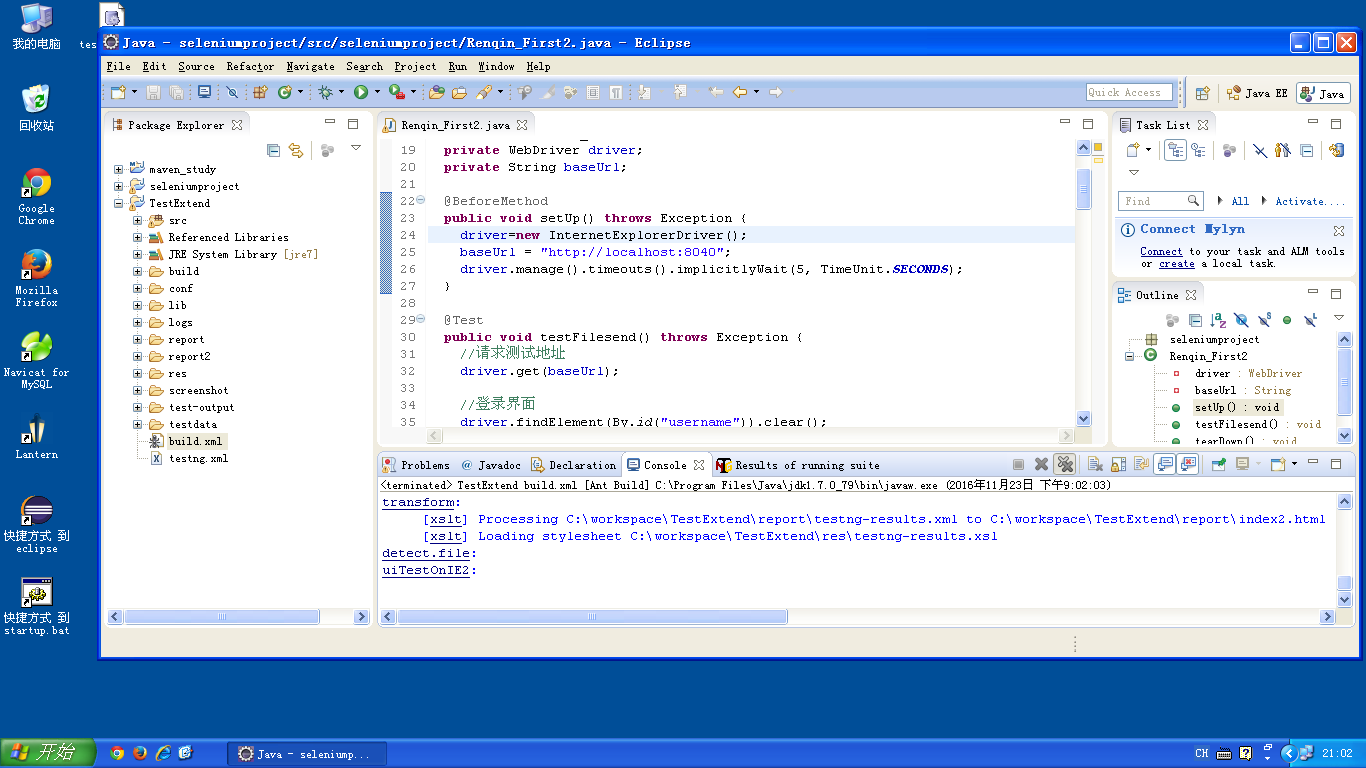 我的电脑
tes
回收站
Google
Chrome
Mozilla
Firefox
Navicat for
MySQL
Lantern
快捷方式 到
eclipse
快捷方式 到
startup.bat
Java - seleniumproject/src/seleniumproject/Renqin_First2.java - Eclipse
File Edit Source Refactor Navigate Search Project Run Window Help
Quick Access
Java EE
Java
Package Explorer
maven_study
seleniumproject
TestExtend
src
Referenced Libraries
JRE System Library [jre7]
build
conf
lib
logs
report
report2
res
screenshot
test-output
testdata
build.xml
testng.xml
Renqin_First2.java
19 private WebDriver driver;
20 private String baseUrl;
21
22 @BeforeMethod
23 public void setUp() throws Exception {
24 driver=new InternetExplorerDriver();
25 baseUrl = "http://localhost:8040";
26 driver.manage().timeouts().implicitlyWait(5, TimeUnit.SECONDS);
27 }
28
29 @Test
30 public void testFilesend() throws Exception {
31 //请求测试地址
32 driver.get(baseUrl);
33
34 //登录界面
35 driver.findElement(By.id("username")).clear();
Task List
Find
All
Activate...
Connect Mylyn
Connect to your task and ALM tools
or create a local task.
Outline
seleniumproject
Renqin_First2
driver : WebDriver
baseUrl : String
setUp() : void
testFilesend() : void
tearDown() : void
Problems
@ Javadoc
Declaration
Console
Results of running suite
<terminated> TestExtend build.xml [Ant Build] C:\Program Files\Java\jdk1.7.0_79\bin\javaw.exe (2016年11月23日 下午9:02:03)
transform:
[xslt] Processing C:\workspace\TestExtend\report\testng-results.xml to C:\workspace\TestExtend\report\index2.html
[xslt] Loading stylesheet C:\workspace\TestExtend\res\testng-results.xsl
detect.file:
uiTestOnIE2:
开始
Java - seleniump...
CH
21:02